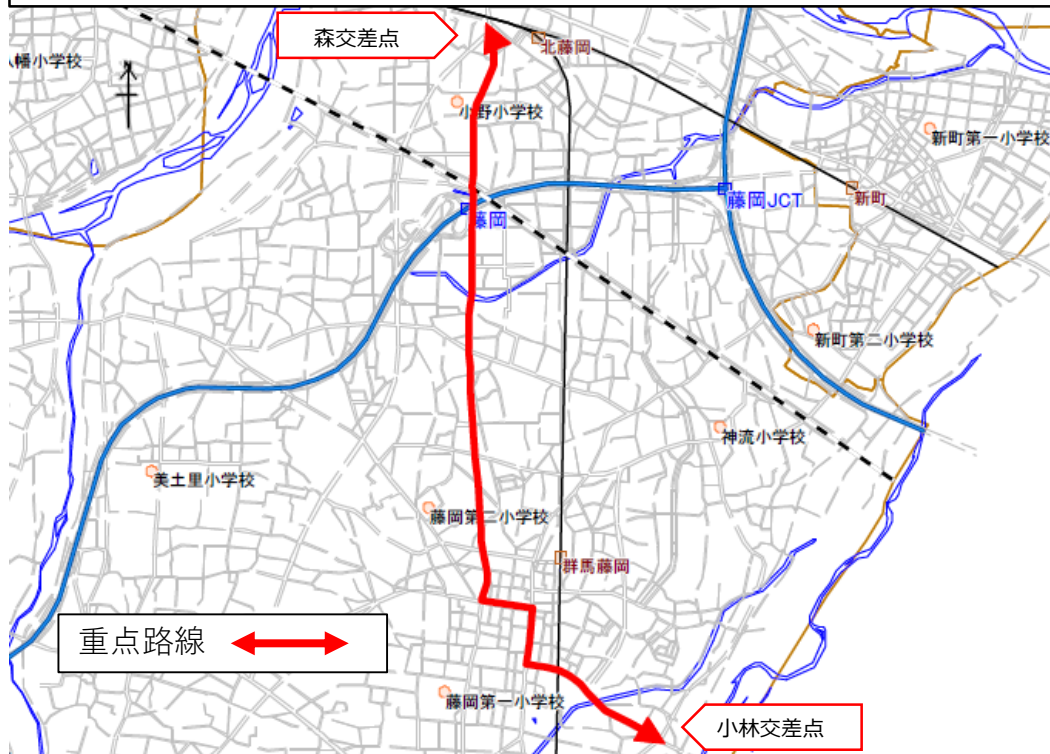 森交差点
北藤岡
八幡小学校
小野小学校
新町第一小学校
藤岡JCT
新町
藤岡
新町第二小学校
神流小学校
美土里小学校
藤岡第二小学校
群馬藤岡
重点路線
藤岡第一小学校
小林交差点